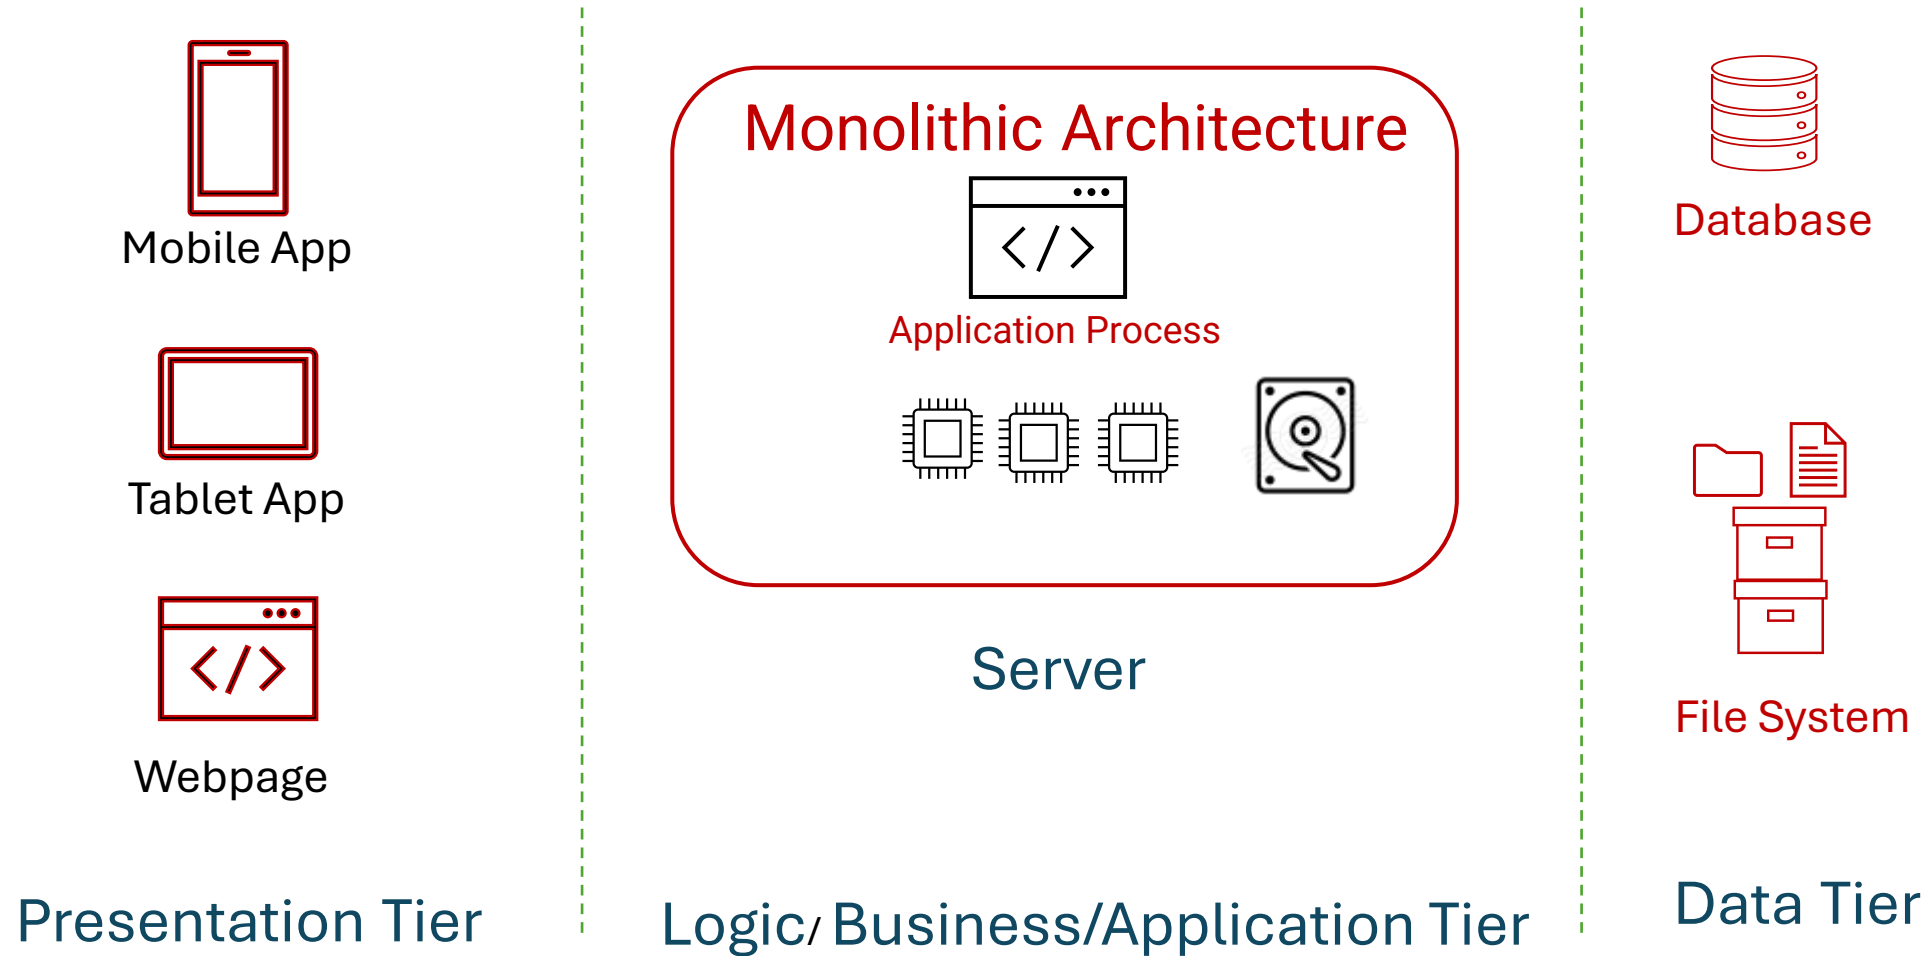 Mobile App
Tablet App
Webpage
Presentation Tier
Monolithic Architecture
</>
Application Process
Server
Logic/ Business/Application Tier
Database
File System
Data Tier